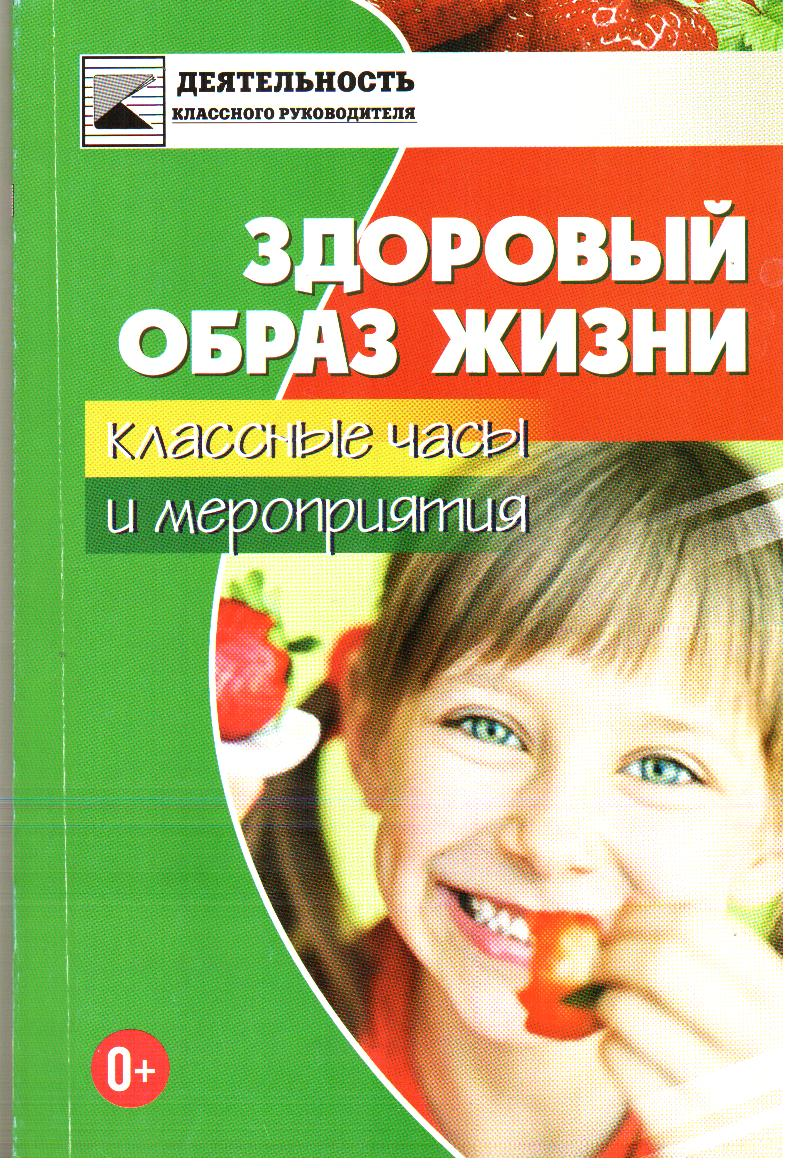 ДЕЯТЕЛЬНОСТЬ
КЛАССНОГО РУКОВОДИТЕЛЯ
ЗДОРОВЫЙ
ОБРАЗ ЖИЗНИ
классные часы
и мероприятия
0+